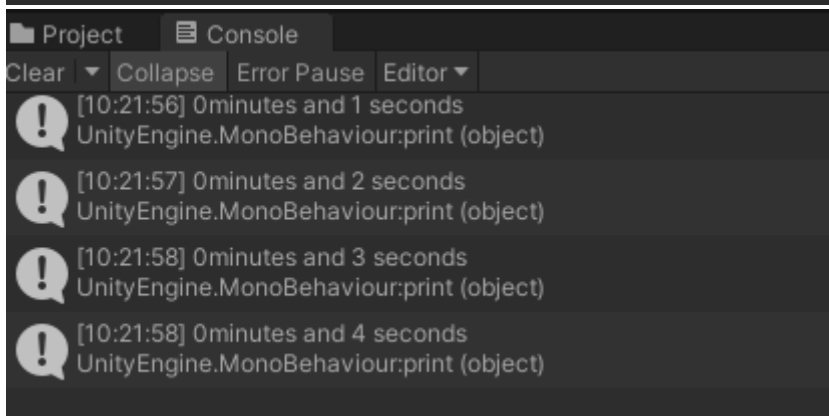 Project Console
Clear Collapse Error Pause Editor
[10:21:56] 0minutes and 1 seconds
UnityEngine.MonoBehaviour:print (object)
[10:21:57] 0minutes and 2 seconds
UnityEngine.MonoBehaviour:print (object)
[10:21:58] 0minutes and 3 seconds
UnityEngine.MonoBehaviour:print (object)
[10:21:58] 0minutes and 4 seconds
UnityEngine.MonoBehaviour:print (object)